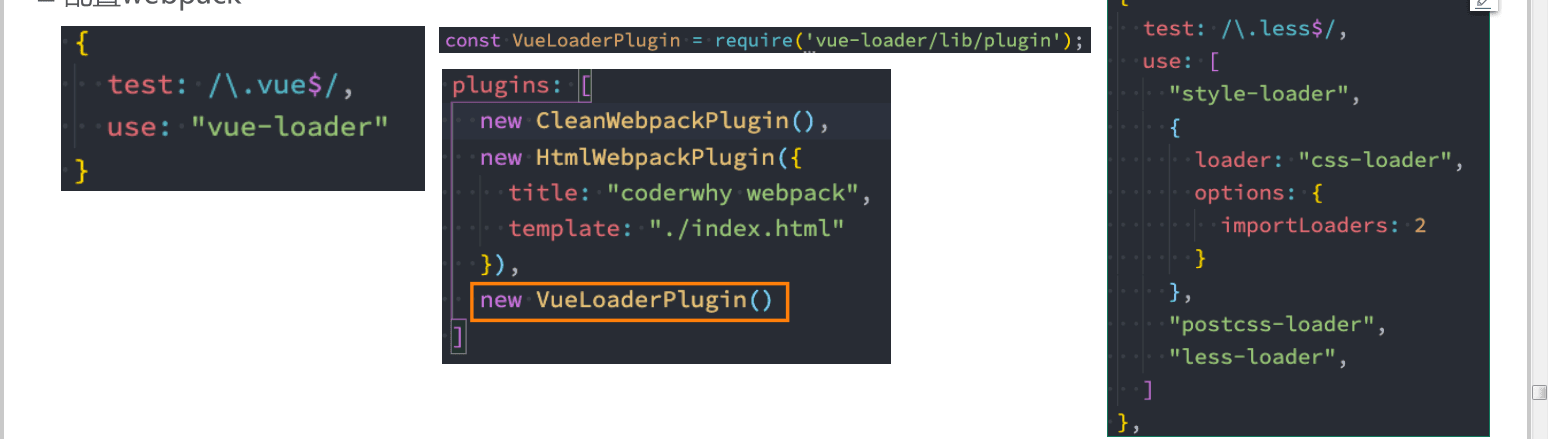 配置webpack
{
test: /\.vue$/,
use: "vue-loader"
}
const VueLoaderPlugin = require('vue-loader/lib/plugin');
plugins: [
new CleanWebpackPlugin(),
new HtmlWebpackPlugin({
title: "coderwhy webpack",
template: "./index.html"
}),
new VueLoaderPlugin()
]
{
test: /\.less$/,
use: [
"style-loader",
{
loader: "css-loader",
options: {
importLoaders: 2
}
},
"postcss-loader",
"less-loader",
]
},